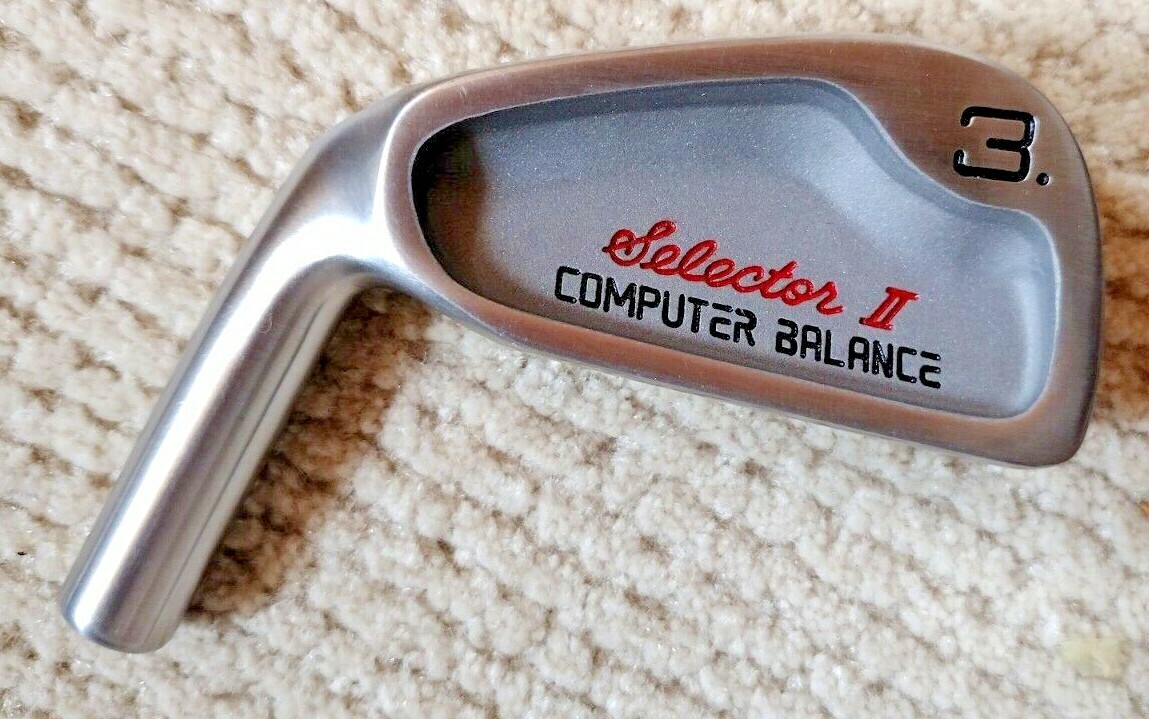 3.
Selector II
COMPUTER BALANCE